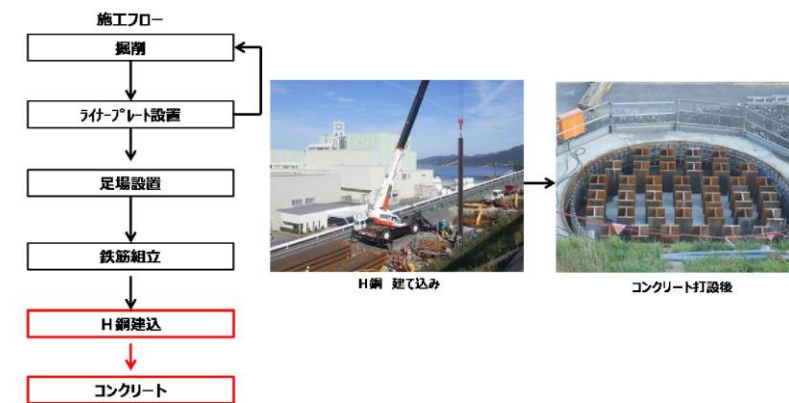 施工フロー
掘削
ライナープレート設置
足場設置
鉄筋組立
H鋼建込
コンクリート
H鋼 建て込み
コンクリート打設後